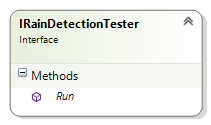 IRainDetectionTester
Interface
Methods
Run